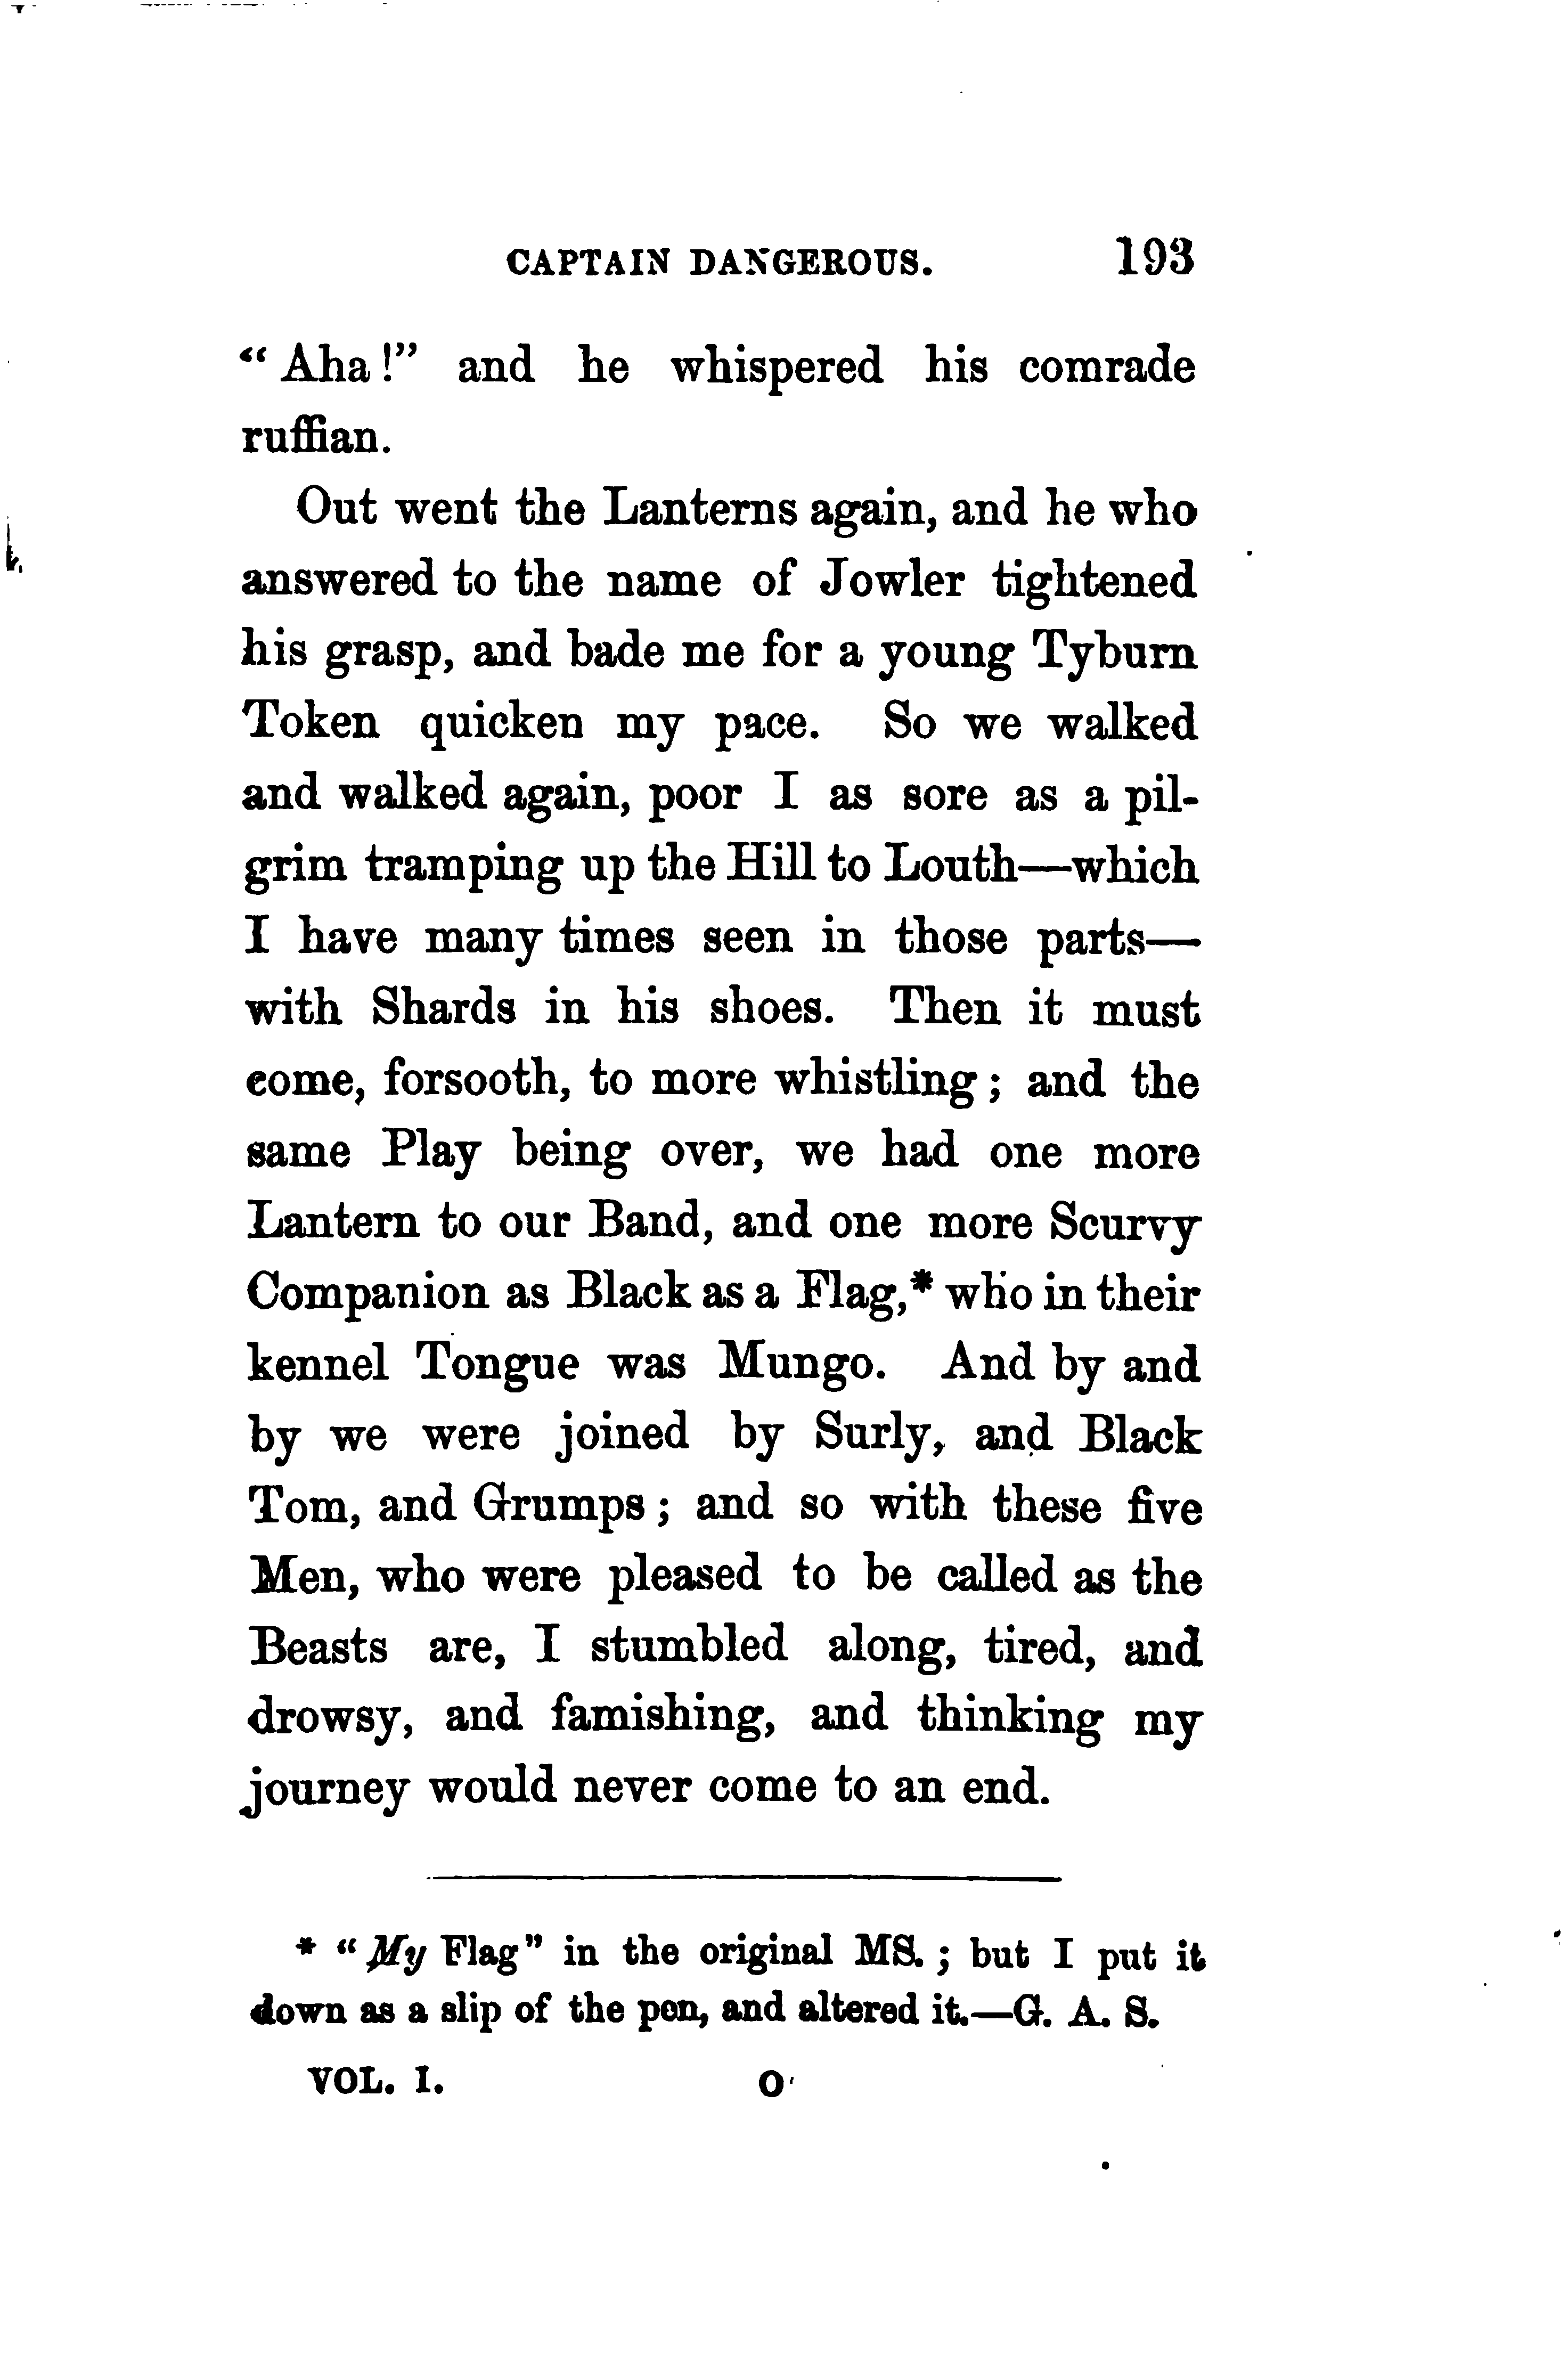 CAPTAIN DANGEROUS. 193
“Aha!” and he whispered his comrade
ruffian.
Out went the Lanterns again, and he who
answered to the name of Jowler tightened
his grasp, and bade me for a young Tyburn
Token quicken my pace. So we walked
and walked again, poor I as sore as a pil-
grim tramping up the Hill to Louth—which
I have many times seen in those parts—
with Shards in his shoes. Then it must
come, forsooth, to more whistling; and the
same Play being over, we had one more
Lantern to our Band, and one more Scurvy
Companion as Black as a Flag,* who in their
kennel Tongue was Mungo. And by and
by we were joined by Surly, and Black
Tom, and Grumps; and so with these five
Men, who were pleased to be called as the
Beasts are, I stumbled along, tired, and
drowsy, and famishing, and thinking my
journey would never come to an end.
* “My Flag” in the original MS.; but I put it
down as a slip of the pen, and altered it.—G. A. S.
VOL. I. O